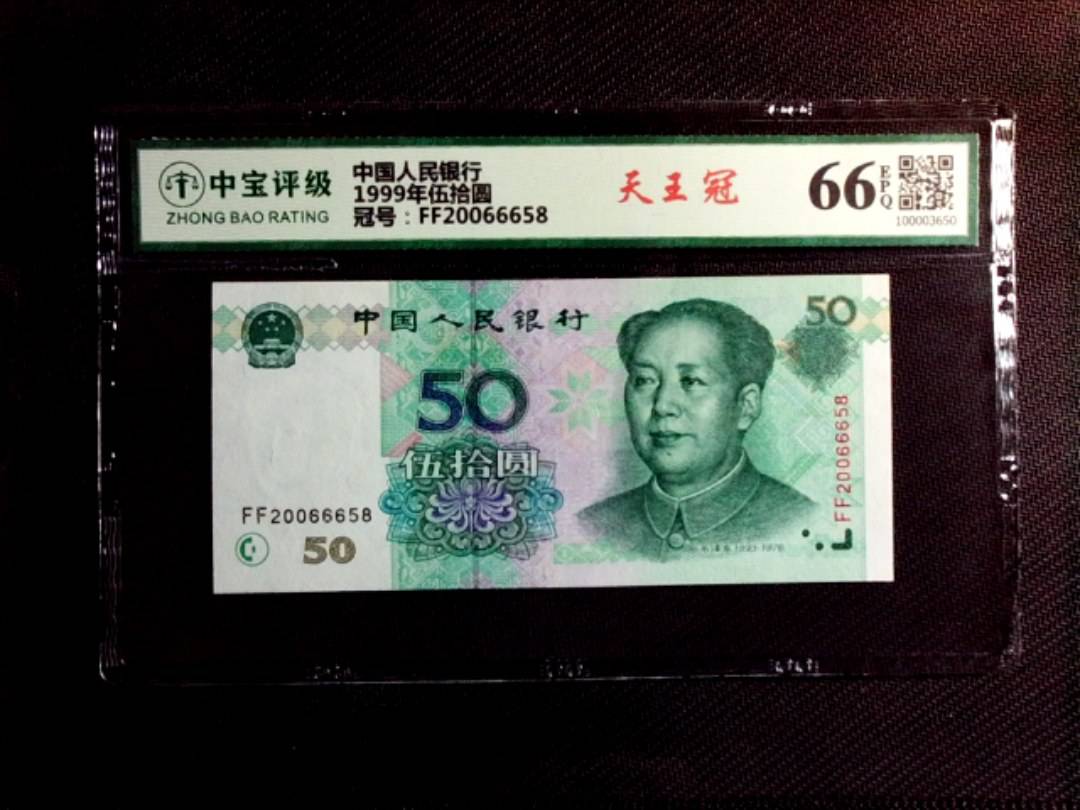 中宝评级
ZHONG BAO RATING
中国人民银行
1999年伍拾圆
冠号：FF20066658
天王冠
66
EPQ
100003650
中国人民银行
50
50
伍拾圆
FF20066658
50
FF20066658